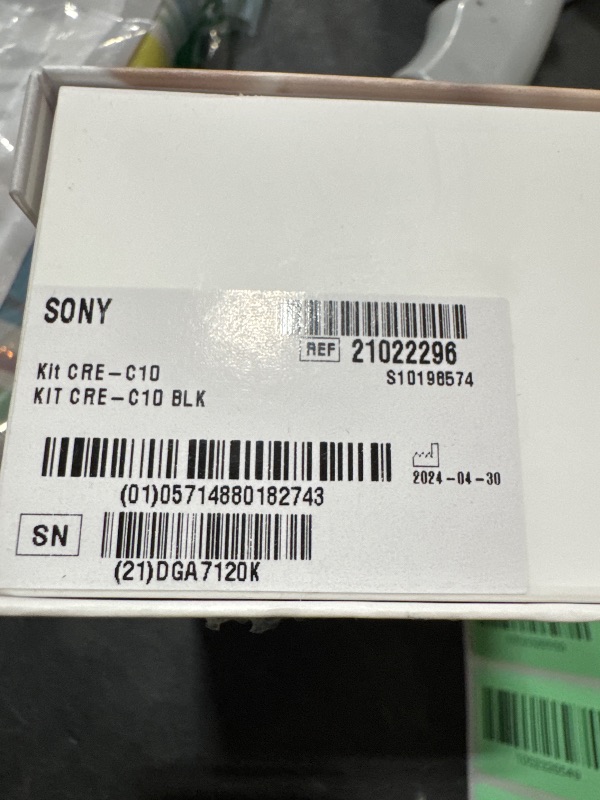 SONY
REF 21022296
S10198574
Kit CRE-C10
KIT CRE-C10 BLK
2024-04-30
(01)05714880182743
SN
(21)DGA7120K